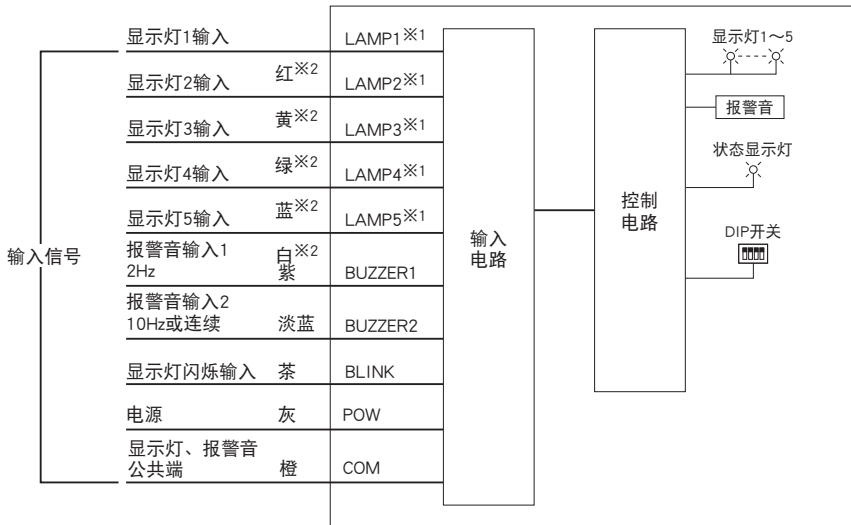 显示灯1输入 LAMP1※1
红※2
显示灯2输入 LAMP2※1
黄※2
显示灯3输入 LAMP3※1
绿※2
显示灯4输入 LAMP4※1
蓝※2
显示灯5输入 LAMP5※1
报警音输入1 白※2
2Hz 紫 BUZZER1
报警音输入2
10Hz或连续 淡蓝 BUZZER2
显示灯闪烁输入 茶 BLINK
电源 灰 POW
显示灯、报警音
公共端 橙 COM
输入信号
输入
电路
控制
电路
显示灯1～5
报警音
状态显示灯
DIP开关